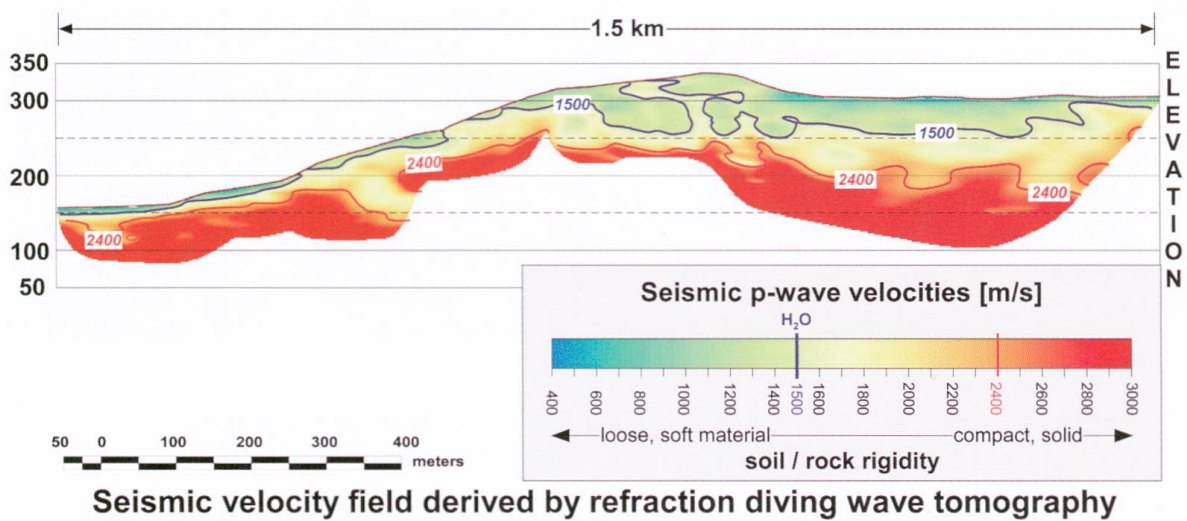 1.5 km
350
300
250
200
150
100
50
ELEVATION
1500
1500
2400
2400
2400
2400
Seismic p-wave velocities [m/s]
H₂O
400 600 800 1000 1200 1400 1500 1600 1800 2000 2200 2400 2600 2800 3000
loose, soft material compact, solid
soil / rock rigidity
50 0 100 200 300 400
meters
Seismic velocity field derived by refraction diving wave tomography